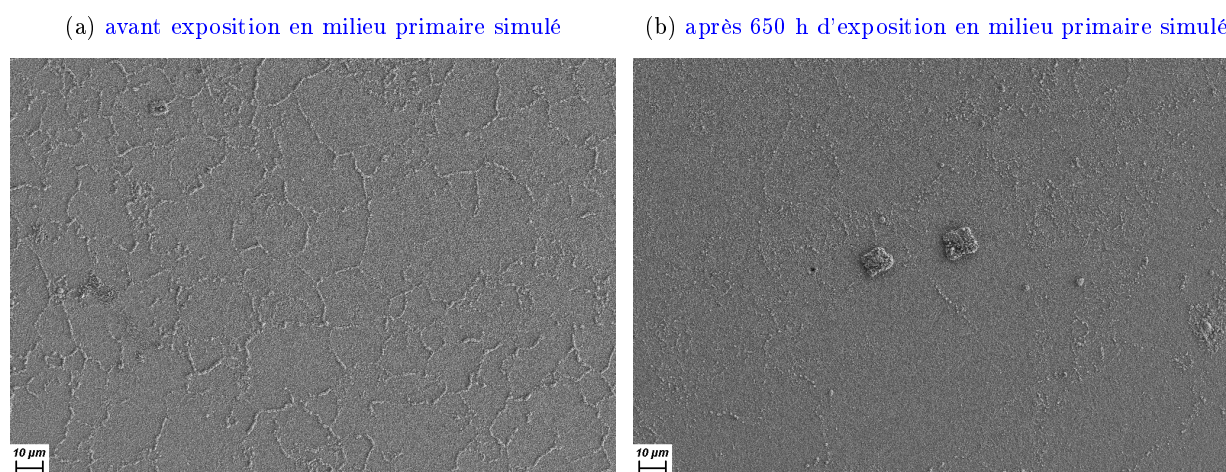 (a) avant exposition en milieu primaire simulé
(b) après 650 h d'exposition en milieu primaire simulé
10 µm
10 µm